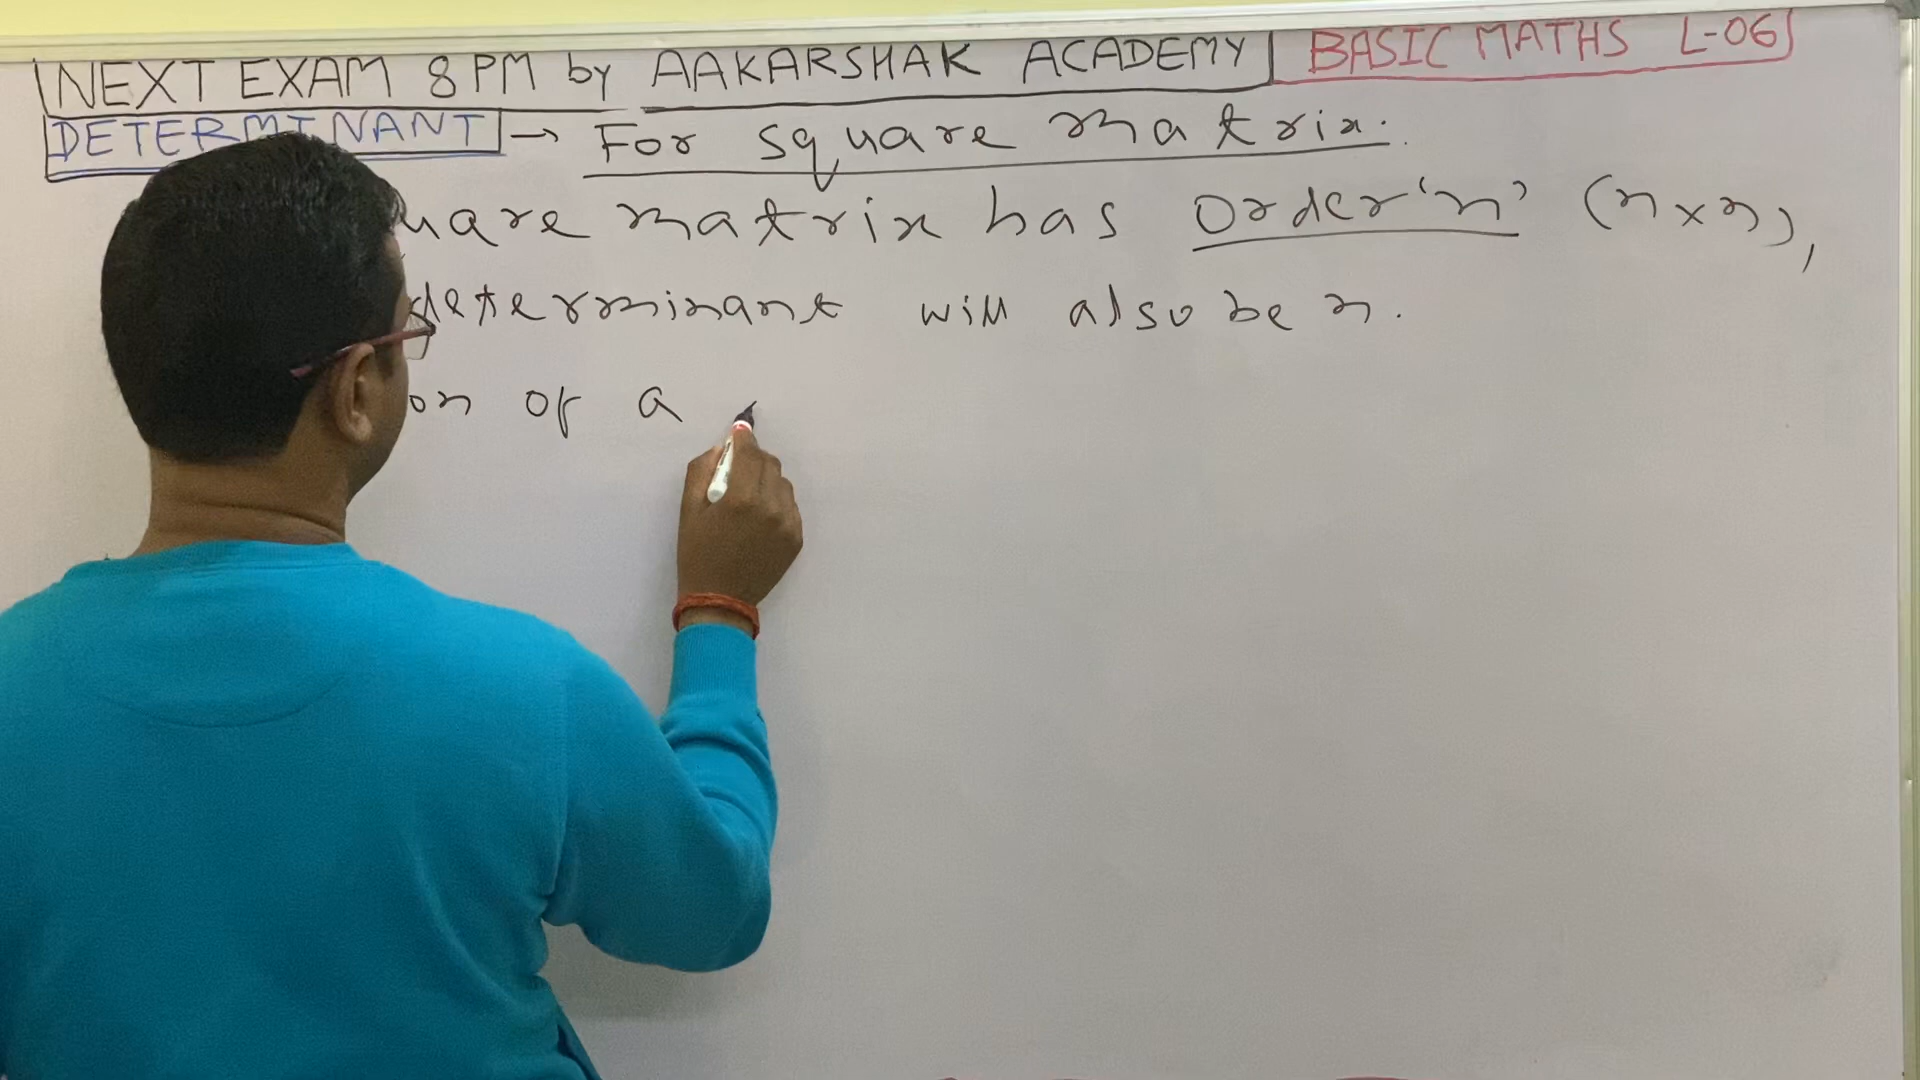 NEXT EXAM 8 PM by AAKARSHAK ACADEMY BASIC MATHS L-06
DETERMINANT → For square matrix.
uare matrix has order 'n' (n × n),
determinant will also be n.
on of a